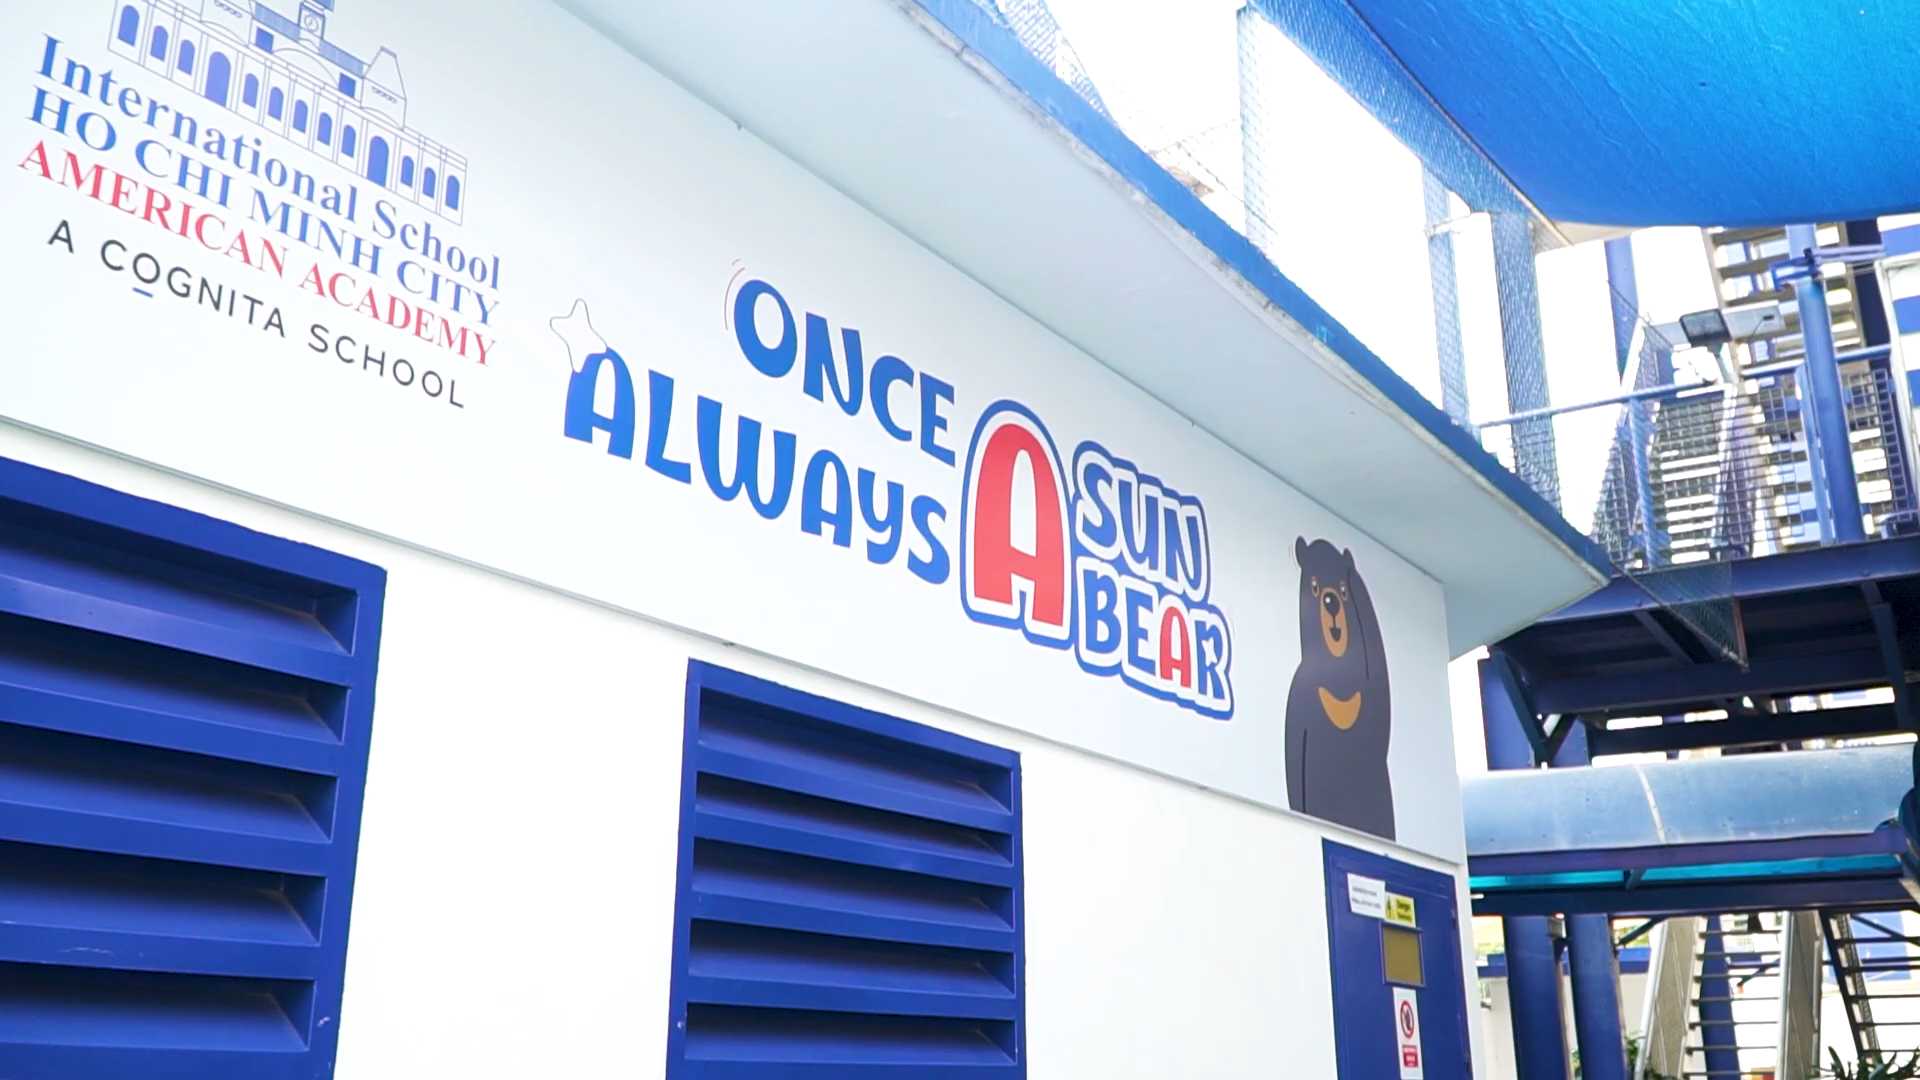 International School
HO CHI MINH CITY
AMERICAN ACADEMY
A COGNITA SCHOOL
ONCE
ALWAYS
A
SUN
BEAR